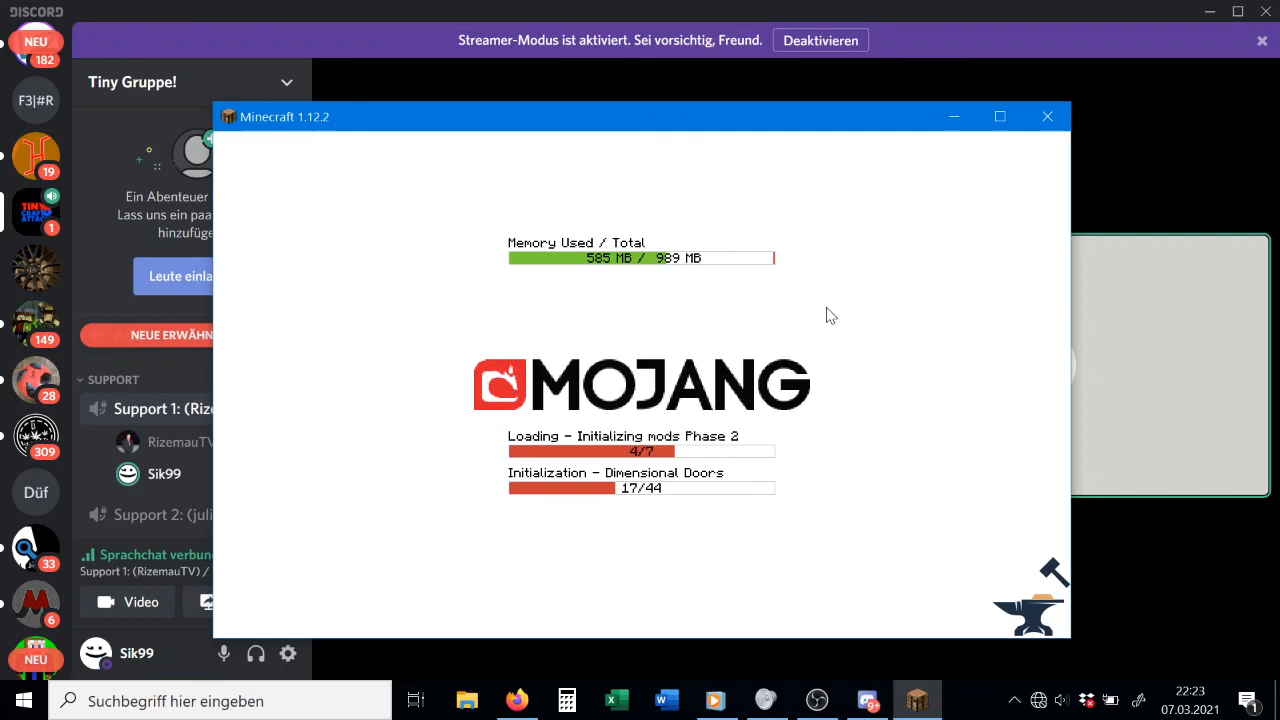 DISCORD
Streamer-Modus ist aktiviert. Sei vorsichtig, Freund.
Deaktivieren
NEU
182
F3|#R
19
1
149
28
309
Düf
33
6
NEU
Tiny Gruppe!
Ein Abenteuer
Lass uns ein paa
hinzufüge
Leute einla
NEUE ERWÄHN
SUPPORT
Support 1: (Rize
RizemauTV
Sik99
Support 2: (juli
Sprachchat verbun
Support 1: (RizemauTV) /
Video
Sik99
Minecraft 1.12.2
Memory Used / Total
585 MB / 989 MB
MOJANG
Loading - Initializing mods Phase 2
4/7
Initialization - Dimensional Doors
17/44
Suchbegriff hier eingeben
9+
22:23
07.03.2021
1